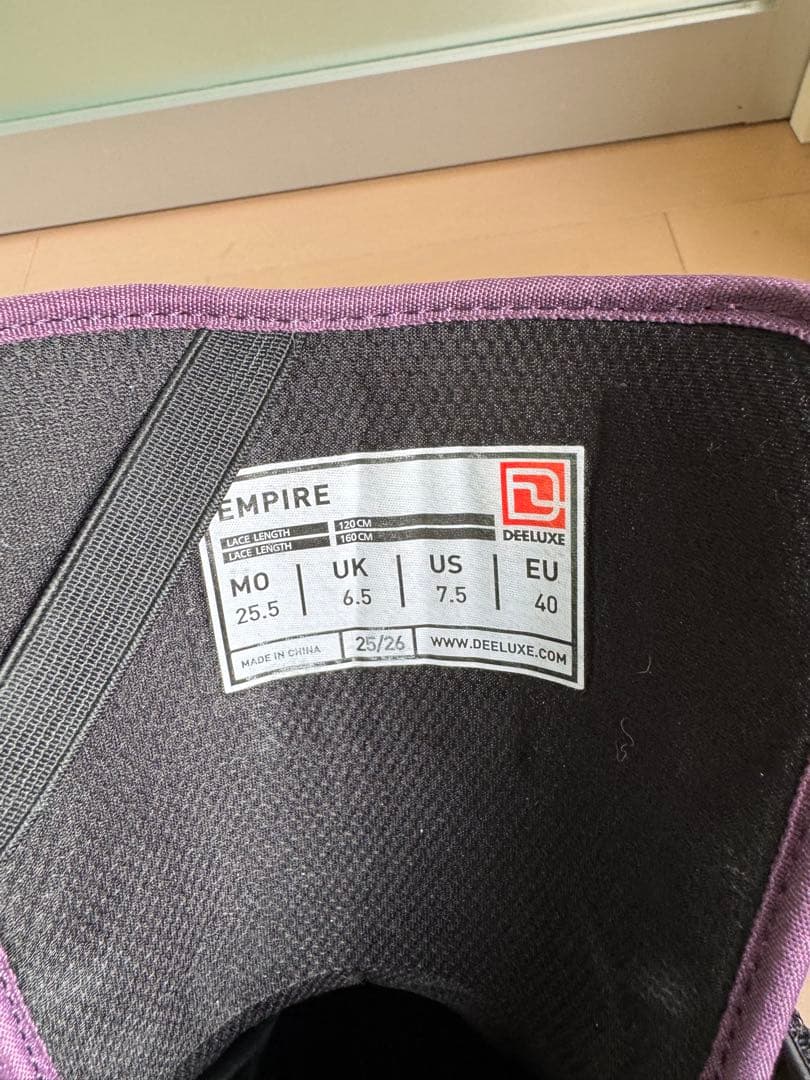 EMPIRE
LACE LENGTH 120 CM
LACE LENGTH 160 CM
DEELUXE
MO UK US EU
25.5 6.5 7.5 40
MADE IN CHINA 25/26 WWW.DEELUXE.COM